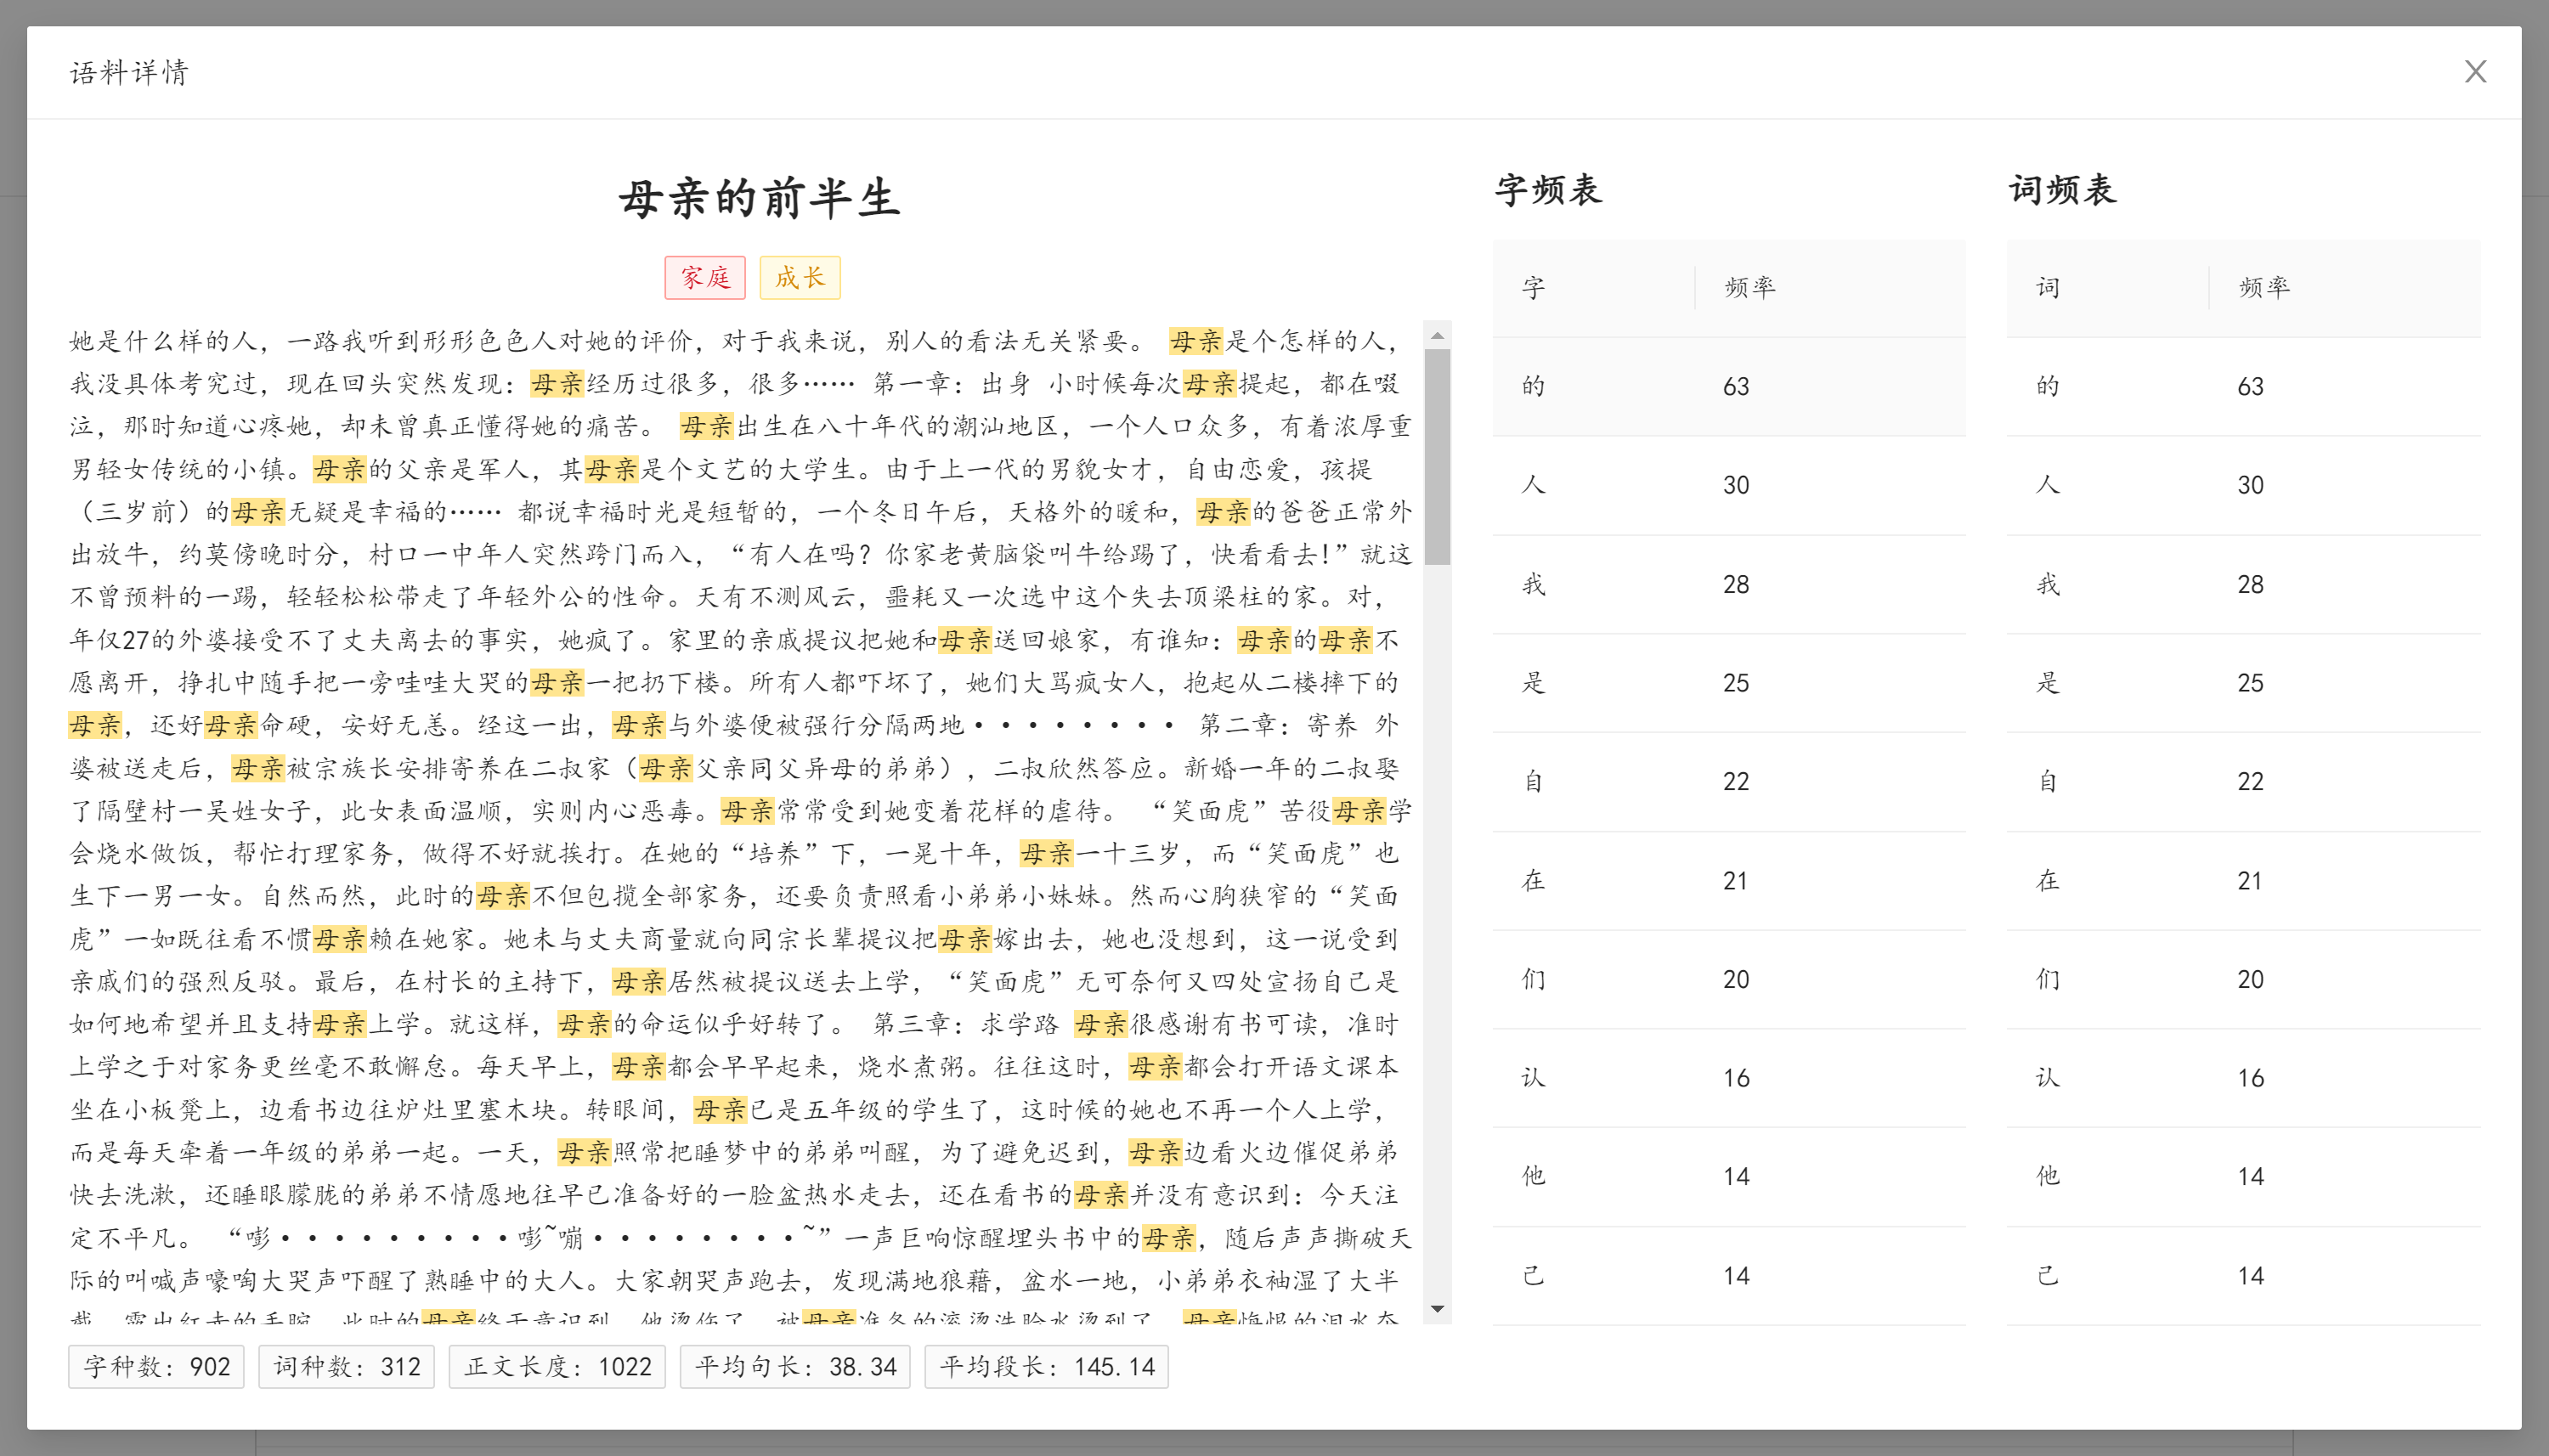 语料详情
母亲的前半生
家庭 成长
她是什么样的人，一路我听到形形色色人对她的评价，对于我来说，别人的看法无关紧要。 母亲是个怎样的人，
我没具体考究过，现在回头突然发现：母亲经历过很多，很多…… 第一章：出身 小时候每次母亲提起，都在啜
泣，那时知道心疼她，却未曾真正懂得她的痛苦。 母亲出生在八十年代的潮汕地区，一个人口众多，有着浓厚重
男轻女传统的小镇。母亲的父亲是军人，其母亲是个文艺的大学生。由于上一代的男貌女才，自由恋爱，孩提
（三岁前）的母亲无疑是幸福的…… 都说幸福时光是短暂的，一个冬日午后，天格外的暖和，母亲的爸爸正常外
出放牛，约莫傍晚时分，村口一中年人突然跨门而入，“有人在吗？你家老黄脑袋叫牛给踢了，快看看去！”就这
不曾预料的一踢，轻轻松松带走了年轻外公的性命。天有不测风云，噩耗又一次选中这个失去顶梁柱的家。对，
年仅27的外婆接受不了丈夫离去的事实，她疯了。家里的亲戚提议把她和母亲送回娘家，有谁知：母亲的母亲不
愿离开，挣扎中随手把一旁哇哇大哭的母亲一把扔下楼。所有人都吓坏了，她们大骂疯女人，抱起从二楼摔下的
母亲，还好母亲命硬，安好无恙。经这一出，母亲与外婆便被强行分隔两地•••••••• 第二章：寄养 外
婆被送走后，母亲被宗族长安排寄养在二叔家（母亲父亲同父异母的弟弟），二叔欣然答应。新婚一年的二叔娶
了隔壁村一吴姓女子，此女表面温顺，实则内心恶毒。母亲常常受到她变着花样的虐待。 “笑面虎”苦役母亲学
会烧水做饭，帮忙打理家务，做得不好就挨打。在她的“培养”下，一晃十年，母亲一十三岁，而“笑面虎”也
生下一男一女。自然而然，此时的母亲不但包揽全部家务，还要负责照看小弟弟小妹妹。然而心胸狭窄的“笑面
虎”一如既往看不惯母亲赖在她家。她未与丈夫商量就向同宗长辈提议把母亲嫁出去，她也没想到，这一说受到
亲戚们的强烈反驳。最后，在村长的主持下，母亲居然被提议送去上学，“笑面虎”无可奈何又四处宣扬自己是
如何地希望并且支持母亲上学。就这样，母亲的命运似乎好转了。 第三章：求学路 母亲很感谢有书可读，准时
上学之于对家务更丝毫不敢懈怠。每天早上，母亲都会早早起来，烧水煮粥。往往这时，母亲都会打开语文课本
坐在小板凳上，边看书边往炉灶里塞木块。转眼间，母亲已是五年级的学生了，这时候的她也不再一个人上学，
而是每天牵着一年级的弟弟一起。一天，母亲照常把睡梦中的弟弟叫醒，为了避免迟到，母亲边看火边催促弟弟
快去洗漱，还睡眼朦胧的弟弟不情愿地往早已准备好的一脸盆热水走去，还在看书的母亲并没有意识到：今天注
定不平凡。 “嘭•••••••••嘭~嘣••••••••~”一声巨响惊醒埋头书中的母亲，随后声声撕破天
际的叫喊声嚎啕大哭声吓醒了熟睡中的大人。大家朝哭声跑去，发现满地狼藉，盆水一地，小弟弟衣袖湿了大半
截，露出红赤的手腕，此时的母亲终于意识到，他烫伤了，被母亲准备的滚烫洗脸水烫到了，母亲悔恨的泪水夺
字种数：902 词种数：312 正文长度：1022 平均句长：38.34 平均段长：145.14
字频表
字 频率
的 63
人 30
我 28
是 25
自 22
在 21
们 20
认 16
他 14
己 14
词频表
词 频率
的 63
人 30
我 28
是 25
自 22
在 21
们 20
认 16
他 14
己 14